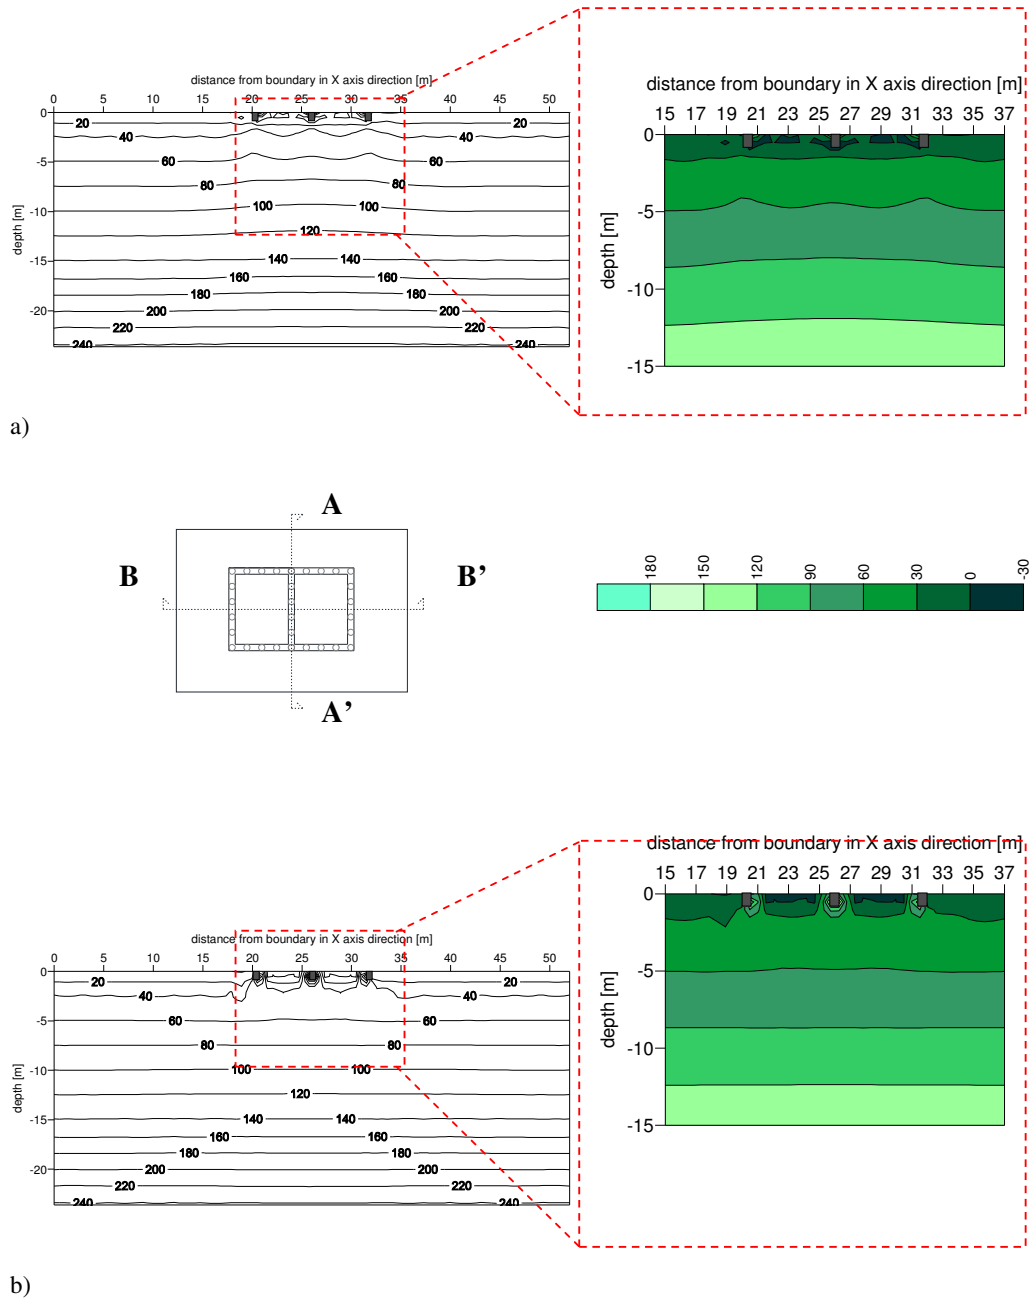 distance from boundary in X axis direction [m]
0 5 10 15 20 25 30 35 40 45 50
0
-5
-10
-15
-20
depth [m]
20 20
40 40
60 60
80 80
100 100
120
140 140
160 160
180 180
200 200
220 220
240 240
distance from boundary in X axis direction [m]
15 17 19 21 23 25 27 29 31 33 35 37
0
-5
-10
-15
depth [m]
a)
A
B B’
A’
180 150 120 90 60 30 0 -30
distance from boundary in X axis direction [m]
0 5 10 15 20 25 30 35 40 45 50
0
-5
-10
-15
-20
depth [m]
20 20
40 40
60 60
80 80
100 100
120
140 140
160 160
180 180
200 200
220 220
240 240
distance from boundary in X axis direction [m]
15 17 19 21 23 25 27 29 31 33 35 37
0
-5
-10
-15
depth [m]
b)